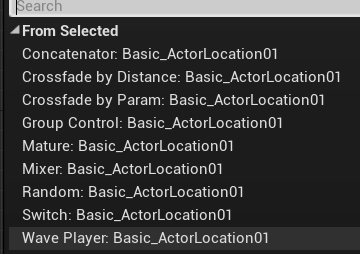 Search
From Selected
Concatenator: Basic_ActorLocation01
Crossfade by Distance: Basic_ActorLocation01
Crossfade by Param: Basic_ActorLocation01
Group Control: Basic_ActorLocation01
Mature: Basic_ActorLocation01
Mixer: Basic_ActorLocation01
Random: Basic_ActorLocation01
Switch: Basic_ActorLocation01
Wave Player: Basic_ActorLocation01